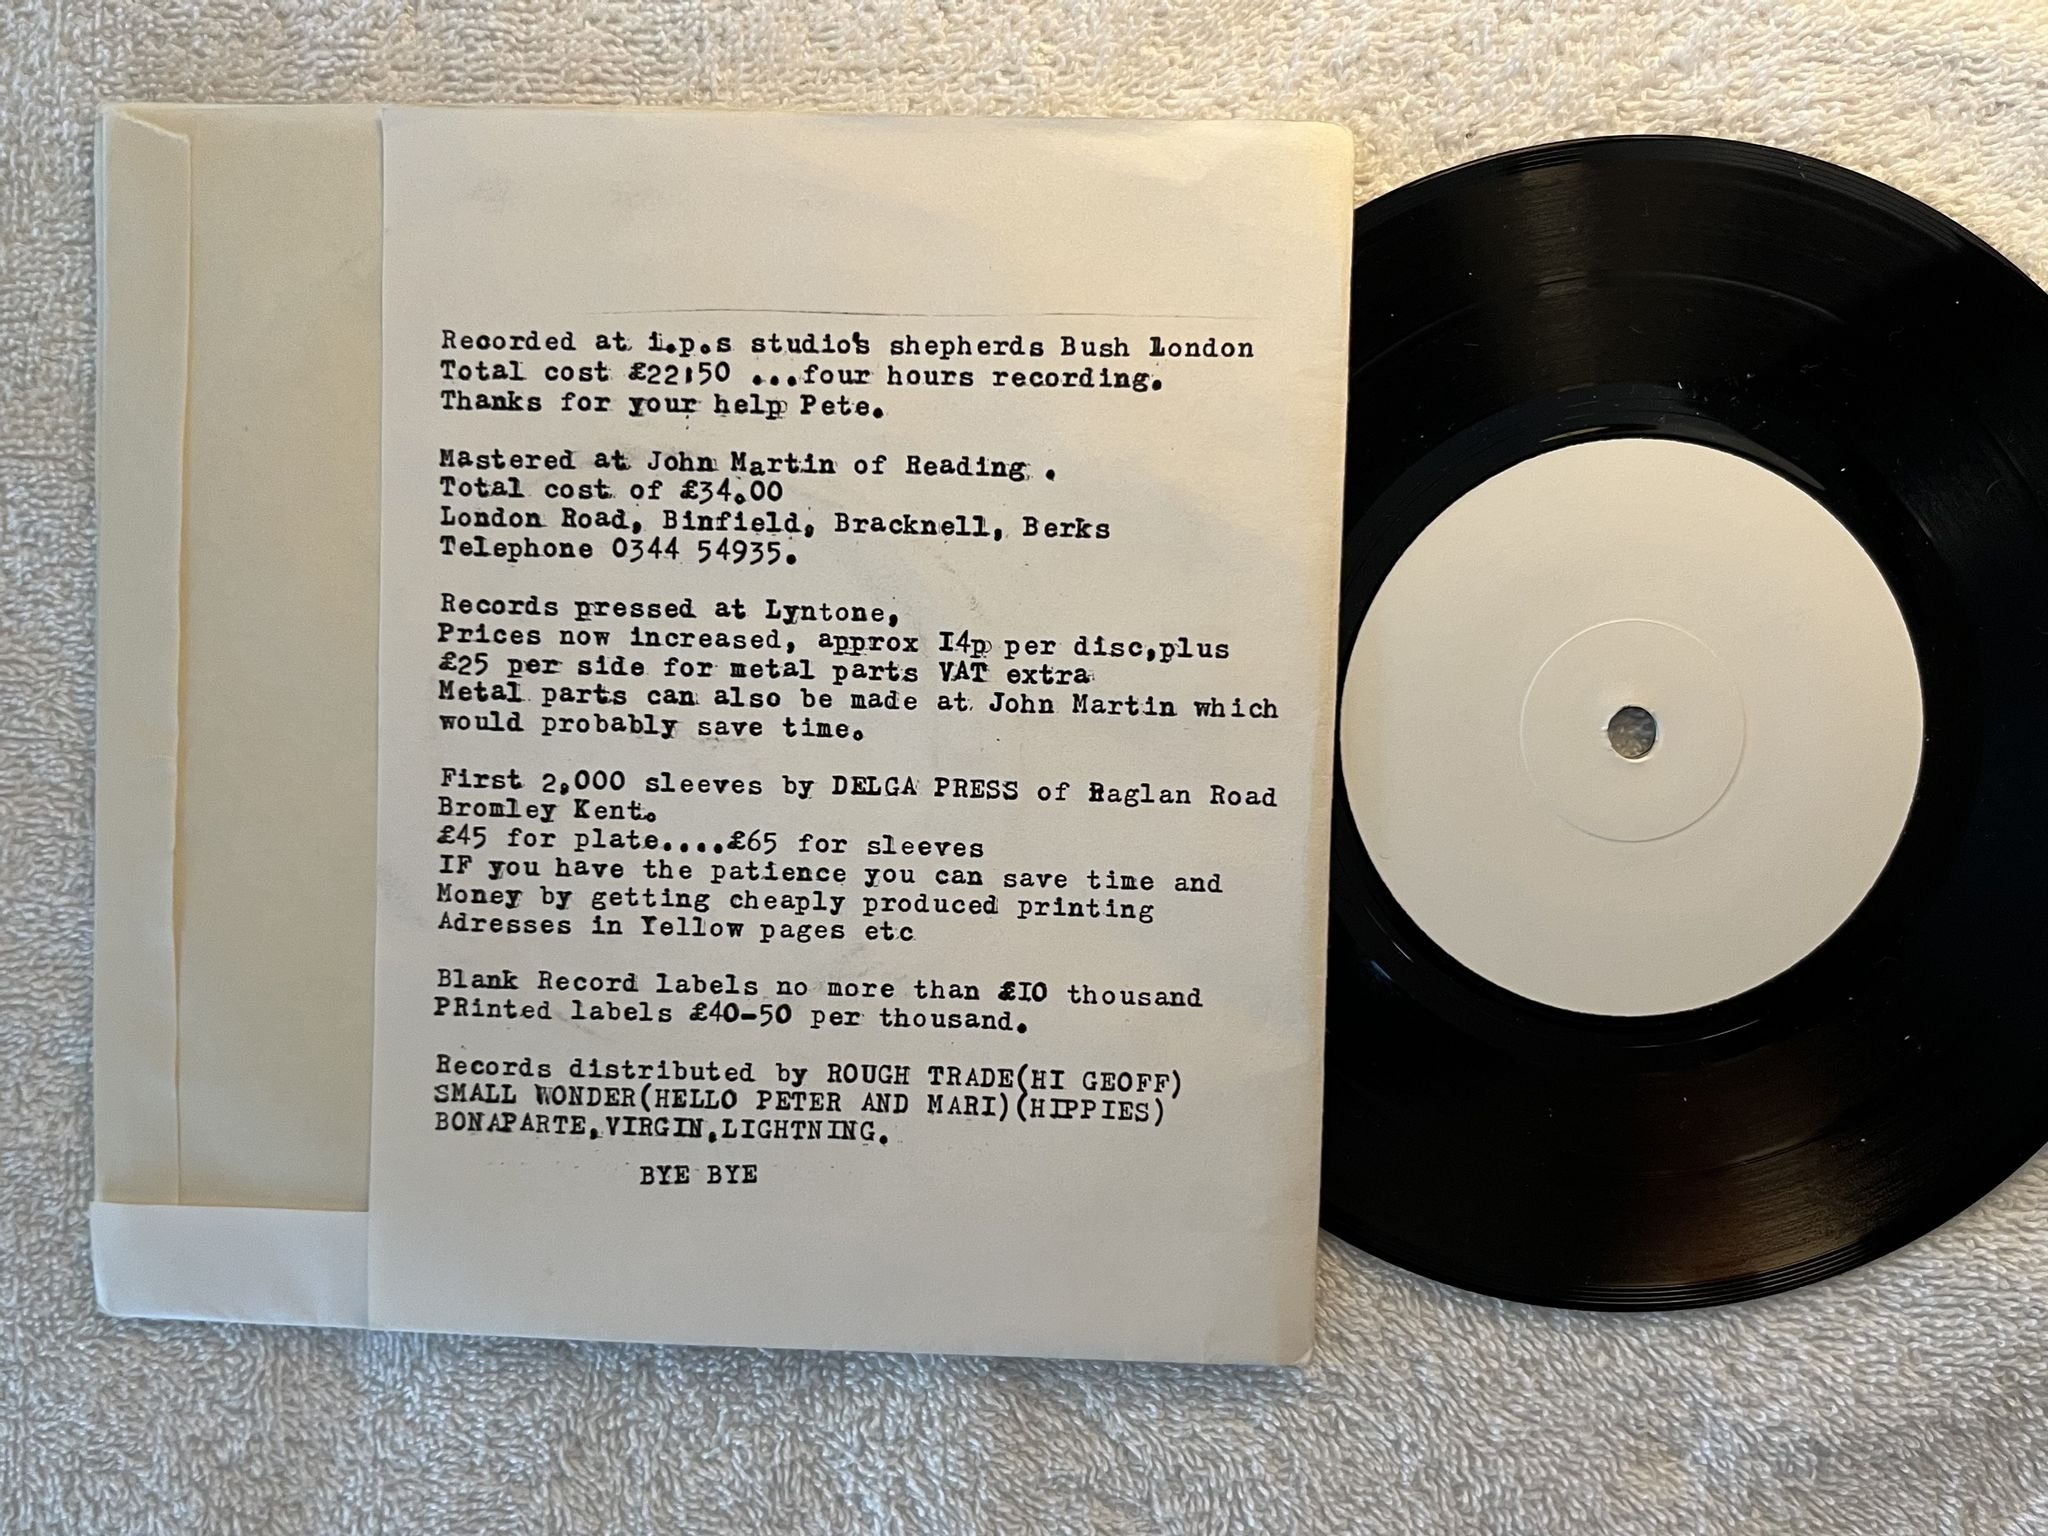 Recorded at i.p.s studio's shepherds Bush London
Total cost £22:50 ...four hours recording.
Thanks for your help Pete.
Mastered at John Martin of Reading .
Total cost of £34.00
London Road, Binfield, Bracknell, Berks
Telephone 0344 54935.
Records pressed at Lyntone,
Prices now increased, approx I4p per disc,plus
£25 per side for metal parts VAT extra
Metal parts can also be made at John Martin which
would probably save time.
First 2,000 sleeves by DELGA PRESS of Raglan Road
Bromley Kent.
£45 for plate....£65 for sleeves
IF you have the patience you can save time and
Money by getting cheaply produced printing
Adresses in Yellow pages etc
Blank Record labels no more than £IO thousand
PRinted labels £40-50 per thousand.
Records distributed by ROUGH TRADE(HI GEOFF)
SMALL WONDER(HELLO PETER AND MARI)(HIPPIES)
BONAPARTE,VIRGIN,LIGHTNING.
BYE BYE